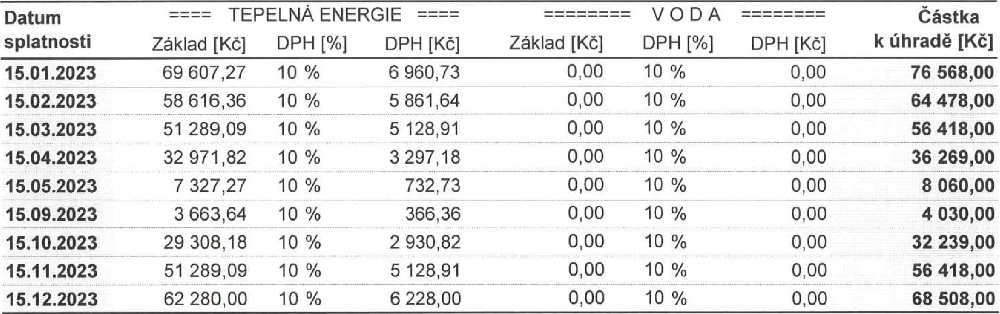 Datum ==== TEPELNÁ ENERGIE ==== ======== V O D A ======== Částka
splatnosti Základ [Kč] DPH [%] DPH [Kč] Základ [Kč] DPH [%] DPH [Kč] k úhradě [Kč]
15.01.2023 69 607,27 10 % 6 960,73 0,00 10 % 0,00 76 568,00
15.02.2023 58 616,36 10 % 5 861,64 0,00 10 % 0,00 64 478,00
15.03.2023 51 289,09 10 % 5 128,91 0,00 10 % 0,00 56 418,00
15.04.2023 32 971,82 10 % 3 297,18 0,00 10 % 0,00 36 269,00
15.05.2023 7 327,27 10 % 732,73 0,00 10 % 0,00 8 060,00
15.09.2023 3 663,64 10 % 366,36 0,00 10 % 0,00 4 030,00
15.10.2023 29 308,18 10 % 2 930,82 0,00 10 % 0,00 32 239,00
15.11.2023 51 289,09 10 % 5 128,91 0,00 10 % 0,00 56 418,00
15.12.2023 62 280,00 10 % 6 228,00 0,00 10 % 0,00 68 508,00